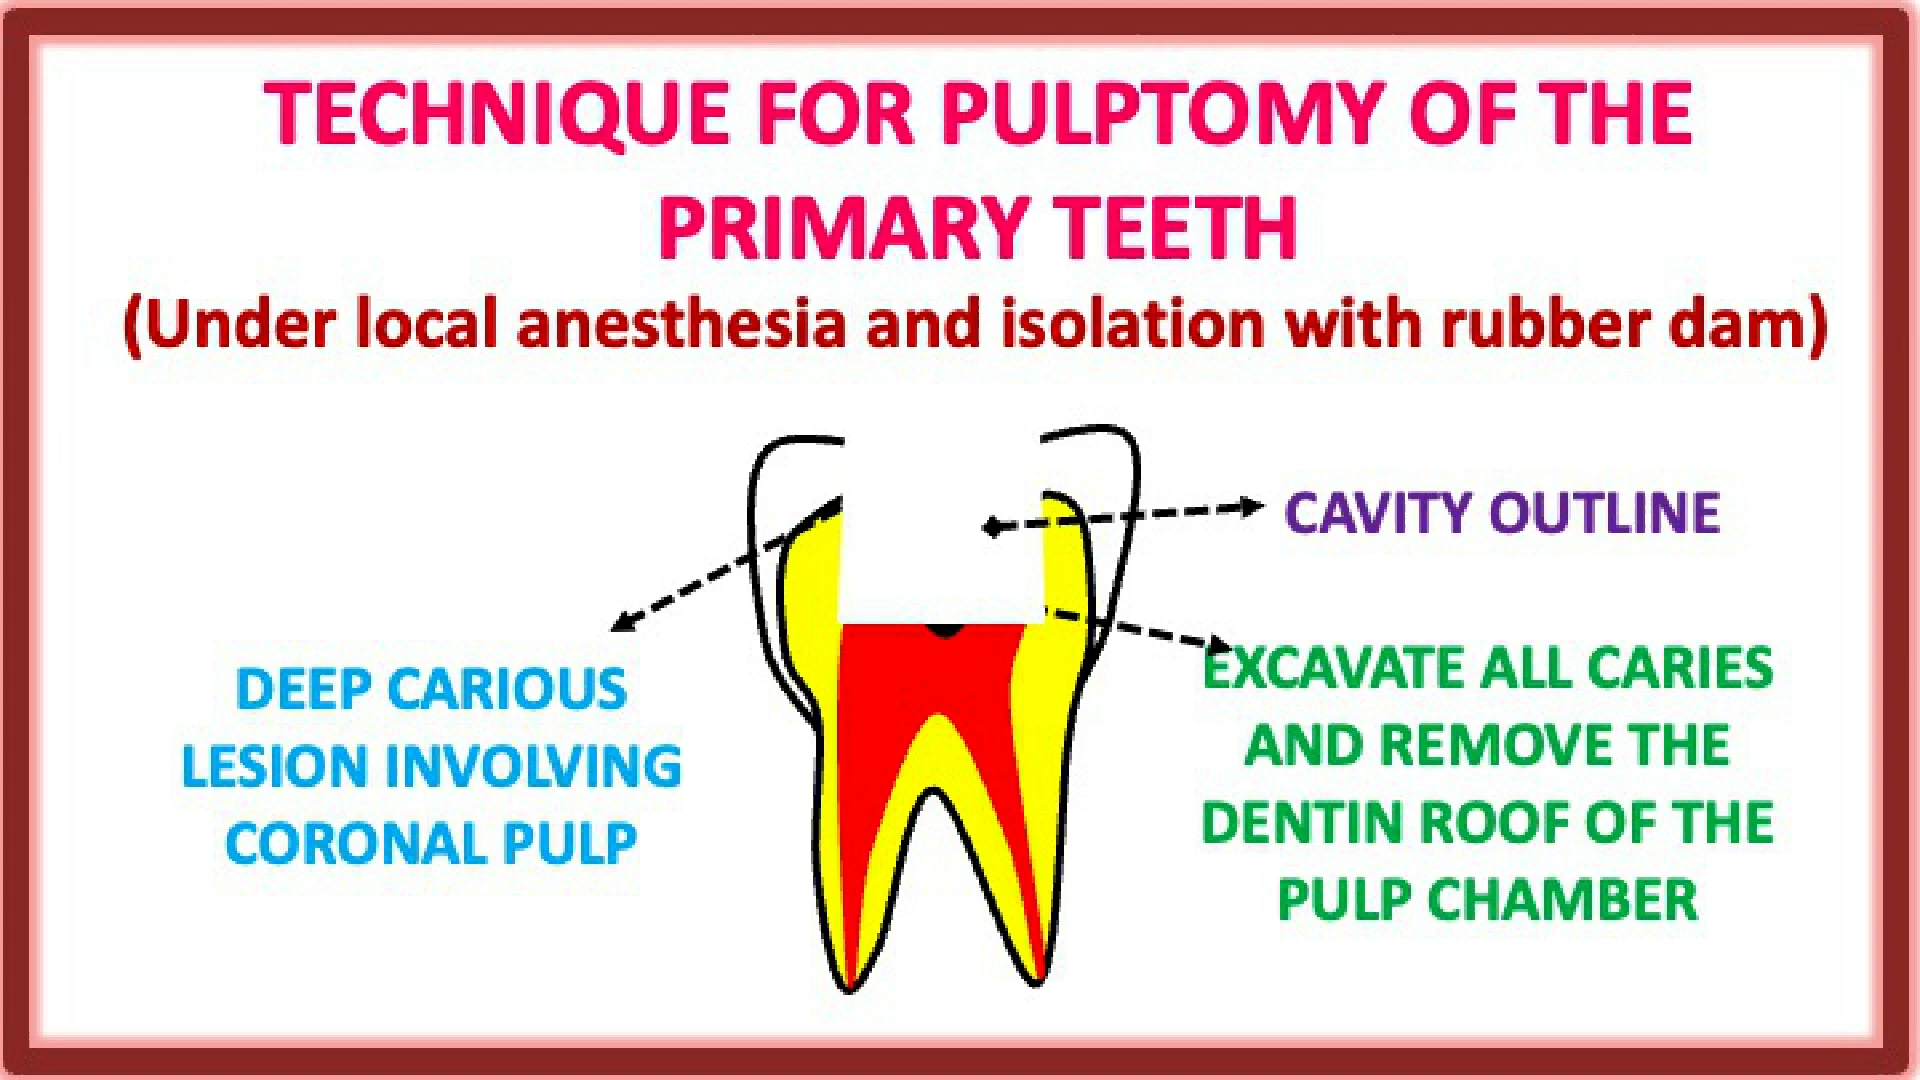 TECHNIQUE FOR PULPTOMY OF THE
PRIMARY TEETH
(Under local anesthesia and isolation with rubber dam)
CAVITY OUTLINE
DEEP CARIOUS
LESION INVOLVING
CORONAL PULP
EXCAVATE ALL CARIES
AND REMOVE THE
DENTIN ROOF OF THE
PULP CHAMBER